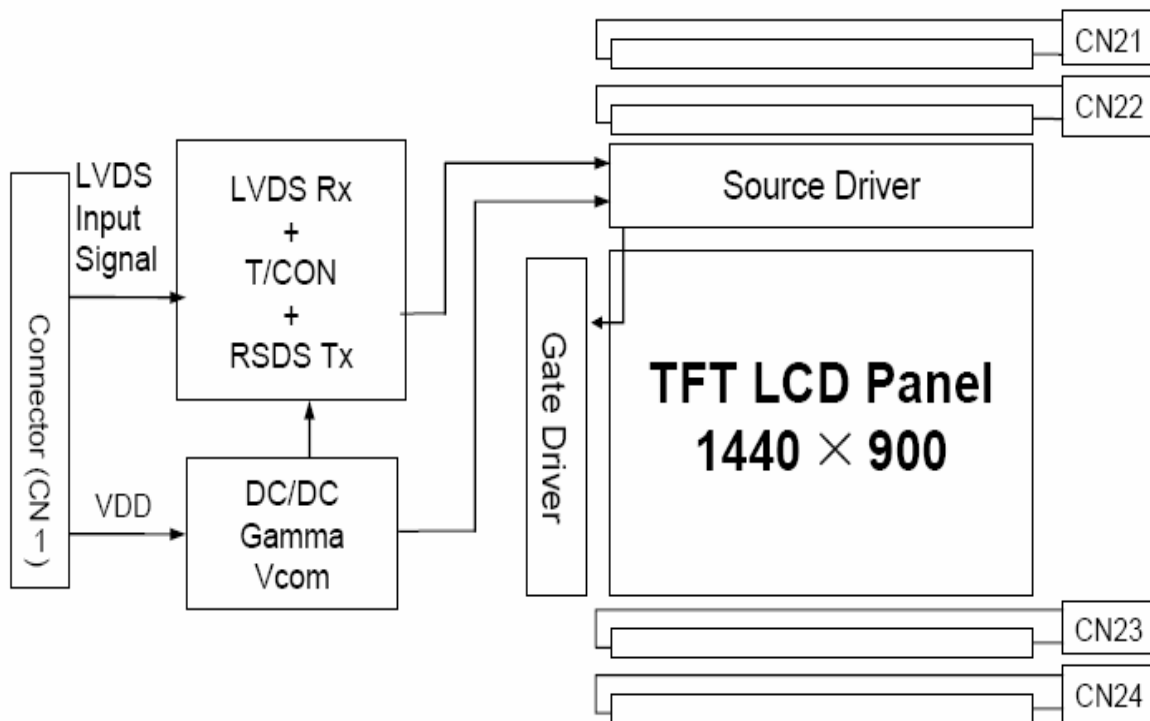 CN21
CN22
LVDS
Input
Signal
LVDS Rx
+
T/CON
+
RSDS Tx
Source Driver
Connector (CN 1)
Gate Driver
TFT LCD Panel
1440 × 900
VDD
DC/DC
Gamma
Vcom
CN23
CN24